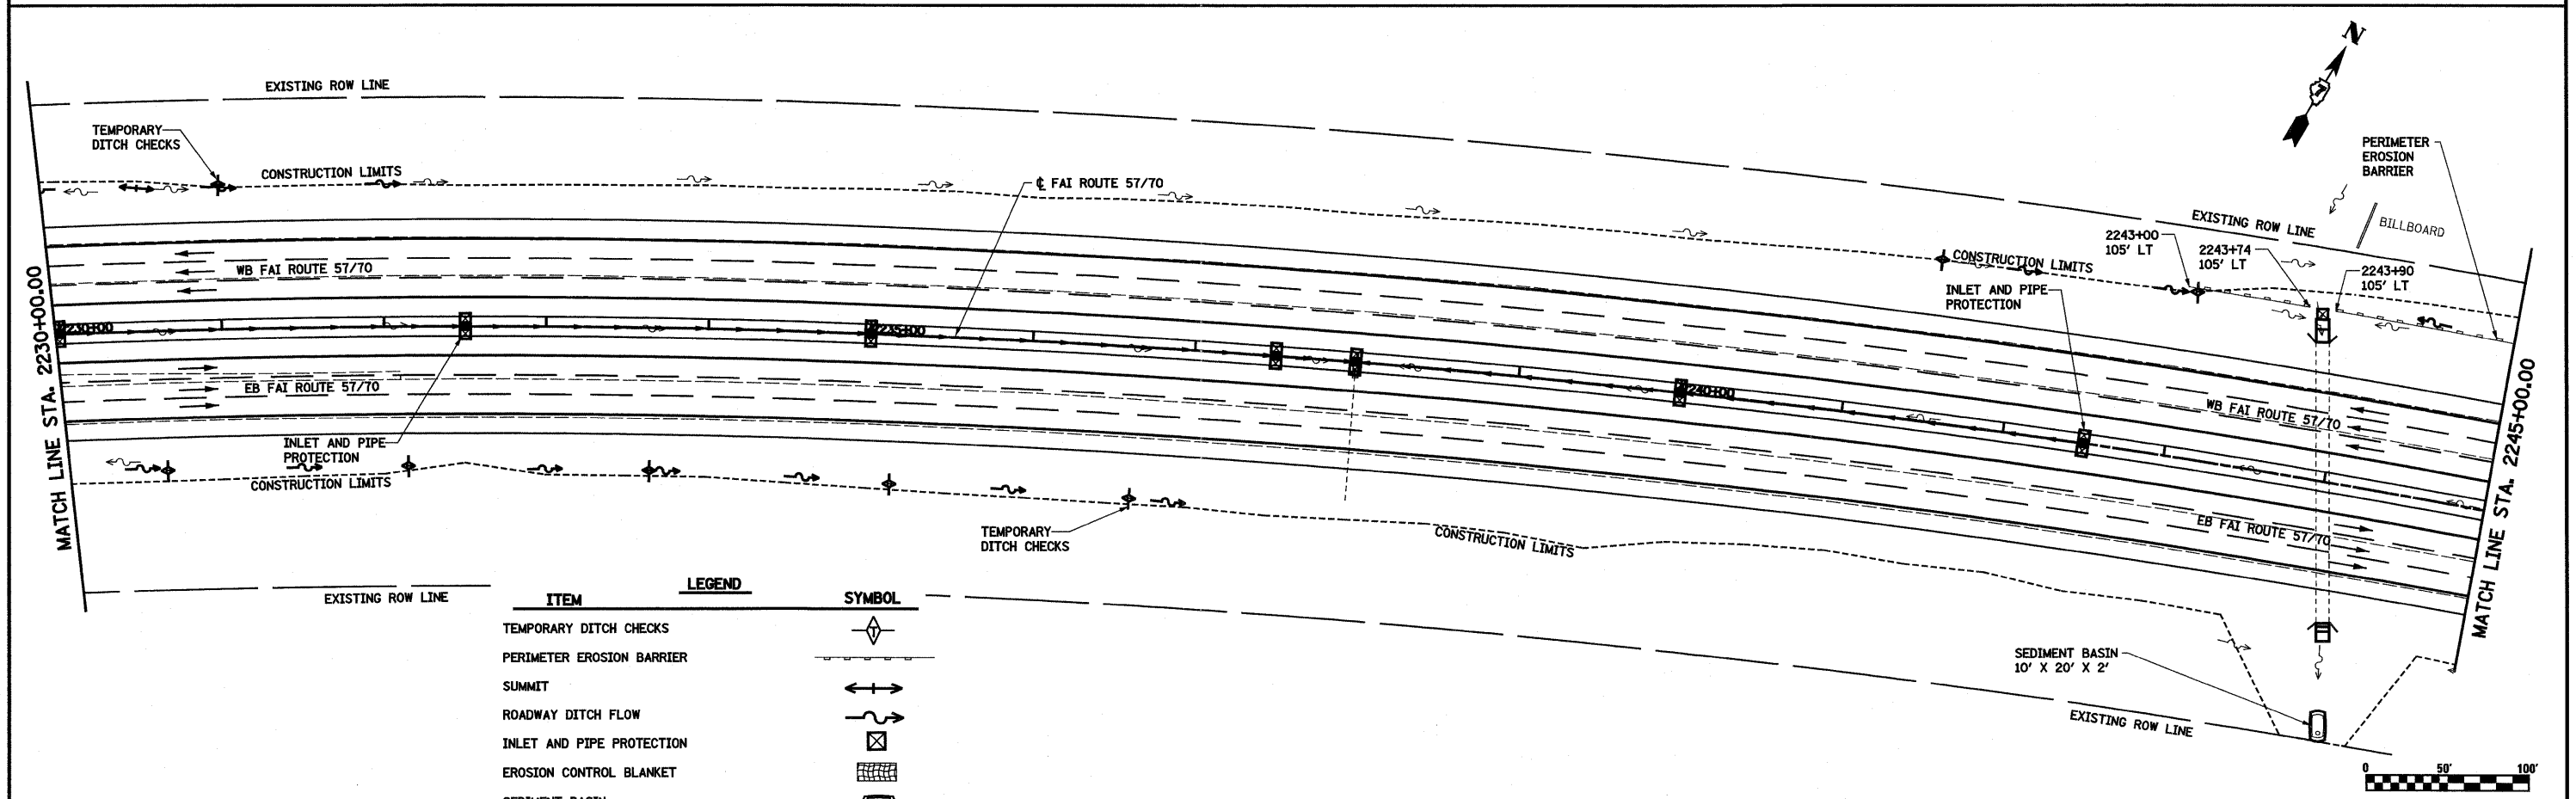 N
7
EXISTING ROW LINE
TEMPORARY
DITCH CHECKS
CONSTRUCTION LIMITS
℄ FAI ROUTE 57/70
PERIMETER
EROSION
BARRIER
EXISTING ROW LINE
BILLBOARD
2243+00
105' LT
2243+74
105' LT
2243+90
105' LT
CONSTRUCTION LIMITS
INLET AND PIPE
PROTECTION
WB FAI ROUTE 57/70
MATCH LINE STA. 2230+00.00
2230+00
2235+00
2240+00
EB FAI ROUTE 57/70
WB FAI ROUTE 57/70
MATCH LINE STA. 2245+00.00
INLET AND PIPE
PROTECTION
CONSTRUCTION LIMITS
EB FAI ROUTE 57/70
TEMPORARY
DITCH CHECKS
CONSTRUCTION LIMITS
EXISTING ROW LINE
SEDIMENT BASIN
10' X 20' X 2'
EXISTING ROW LINE
LEGEND
ITEM SYMBOL
TEMPORARY DITCH CHECKS T
PERIMETER EROSION BARRIER
SUMMIT
ROADWAY DITCH FLOW
INLET AND PIPE PROTECTION
EROSION CONTROL BLANKET
SEDIMENT BASIN
0 50' 100'